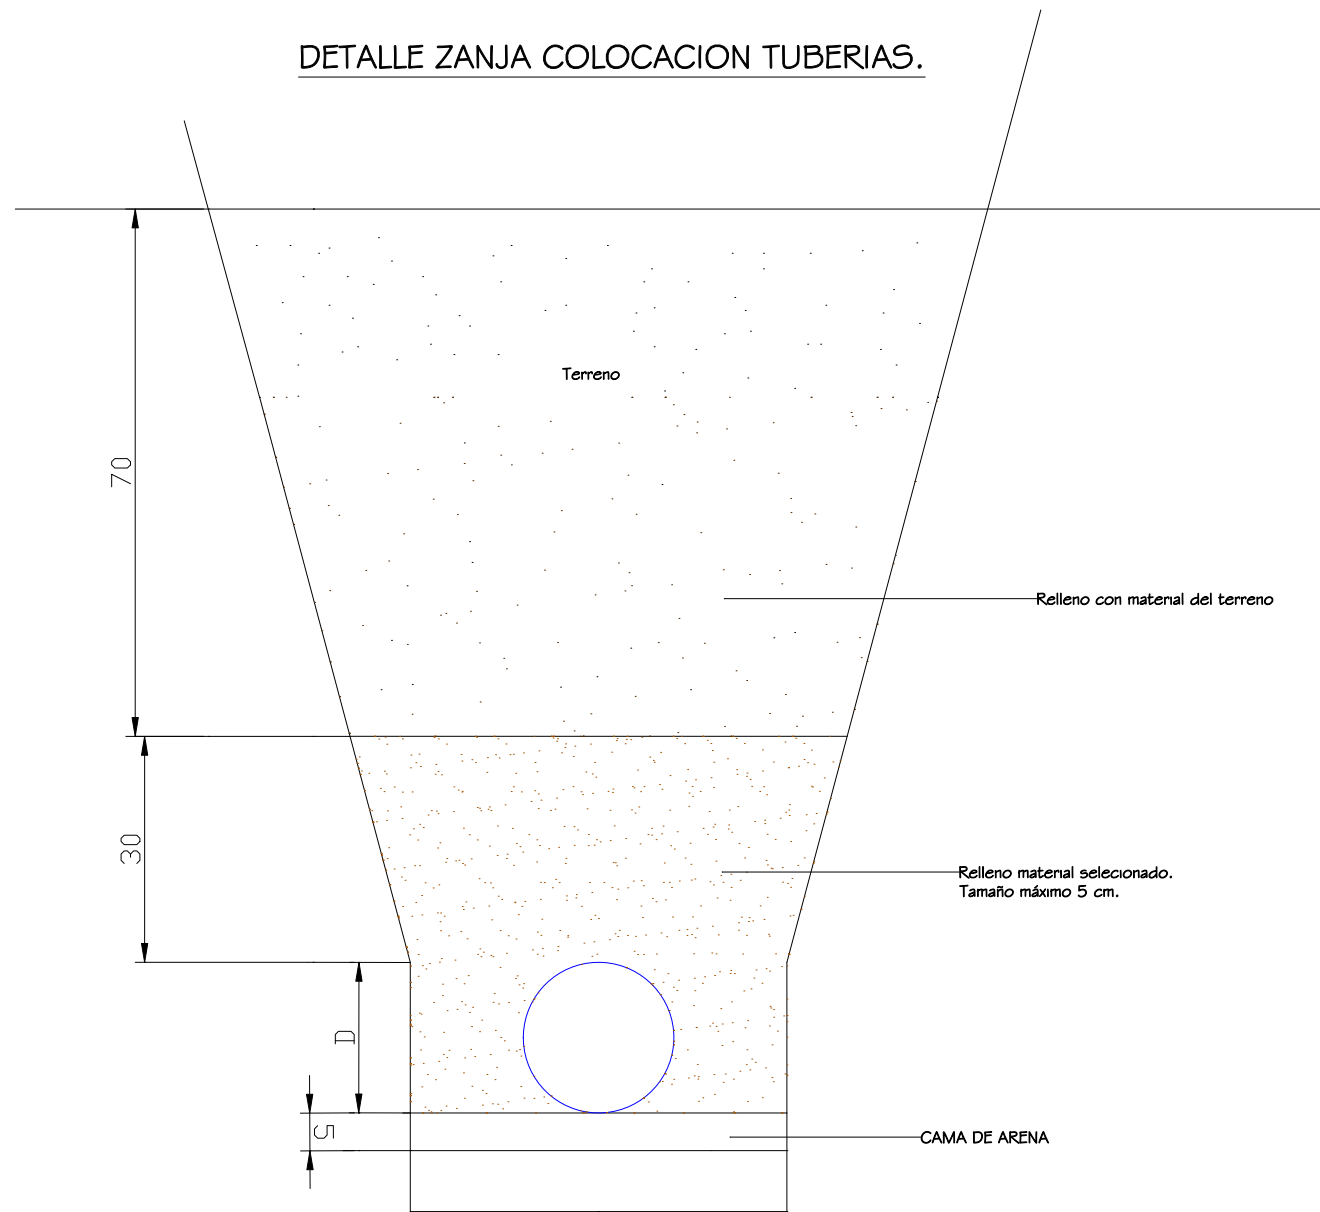 DETALLE ZANJA COLOCACION TUBERIAS.
Terreno
70
Relleno con material del terreno
30
Relleno material selecionado.
Tamaño máximo 5 cm.
D
5
CAMA DE ARENA